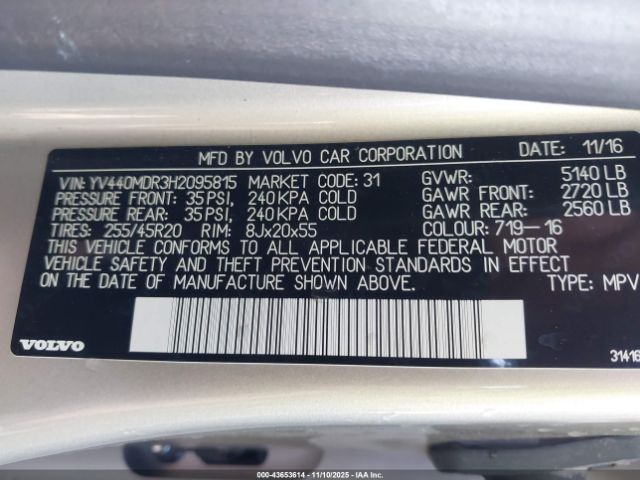 MFD BY VOLVO CAR CORPORATION 11/16
VIN: YV440MDR3H2095815 MARKET CODE: 31 GVWR: 5140 LB
PRESSURE FRONT: 35 PSI, 240 KPA COLD GAWR FRONT: 2720 LB
PRESSURE REAR: 35 PSI, 240 KPA COLD GAWR REAR: 2560 LB
TIRES: 255/45R20 RIM: 8Jx20x55 COLOUR: 719-16
THIS VEHICLE CONFORMS TO ALL APPLICABLE FEDERAL MOTOR
VEHICLE SAFETY AND THEFT PREVENTION STANDARDS IN EFFECT
ON THE DATE OF MANUFACTURE SHOWN ABOVE. TYPE: MPV
VOLVO 31416
000-43653614 - 11/10/2025 - IAA Inc.